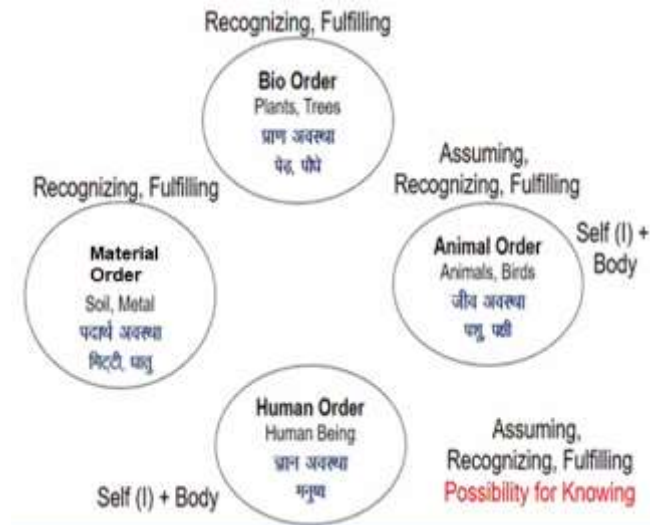 Recognizing, Fulfilling
Bio Order
Plants, Trees
प्राण अवस्था
पेड़, पौधे
Recognizing, Fulfilling
Material
Order
Soil, Metal
पदार्थ अवस्था
मिट्टी, धातु
Assuming,
Recognizing, Fulfilling
Animal Order
Animals, Birds
जीव अवस्था
पशु, पक्षी
Self (I) +
Body
Human Order
Human Being
ज्ञान अवस्था
मनुष्य
Self (I) + Body
Assuming,
Recognizing, Fulfilling
Possibility for Knowing